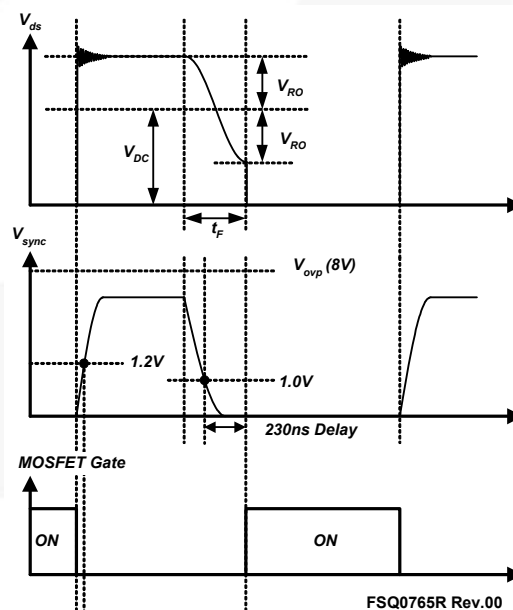 Vds
VRO
VDC
VRO
tF
Vsync
Vovp (8V)
1.2V
1.0V
230ns Delay
MOSFET Gate
ON
ON
FSQ0765R Rev.00